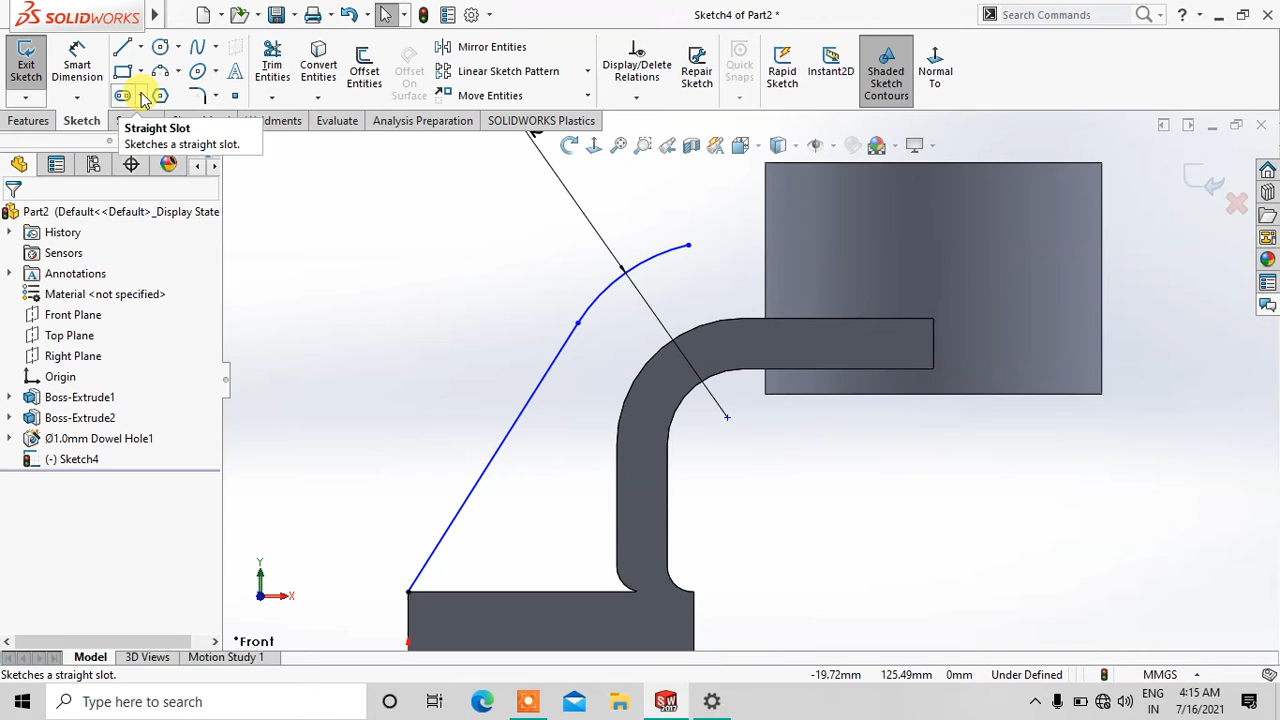 SOLIDWORKS
Sketch4 of Part2 *
Search Commands
?
Exit Sketch
Smart Dimension
Trim Entities
Convert Entities
Offset Entities
Offset On Surface
Mirror Entities
Linear Sketch Pattern
Move Entities
Display/Delete Relations
Repair Sketch
Quick Snaps
Rapid Sketch
Instant2D
Shaded Sketch Contours
Normal To
Features
Sketch
Evaluate
Analysis Preparation
SOLIDWORKS Plastics
Straight Slot
Sketches a straight slot.
Part2 (Default<<Default>_Display State
History
Sensors
Annotations
Material <not specified>
Front Plane
Top Plane
Right Plane
Origin
Boss-Extrude1
Boss-Extrude2
Ø1.0mm Dowel Hole1
(-) Sketch4
Y
X
*Front
Model
3D Views
Motion Study 1
Sketches a straight slot.
-19.72mm
125.49mm
0mm
Under Defined
MMGS
Type here to search
SW
2017
ENG
IN
4:15 AM
7/16/2021